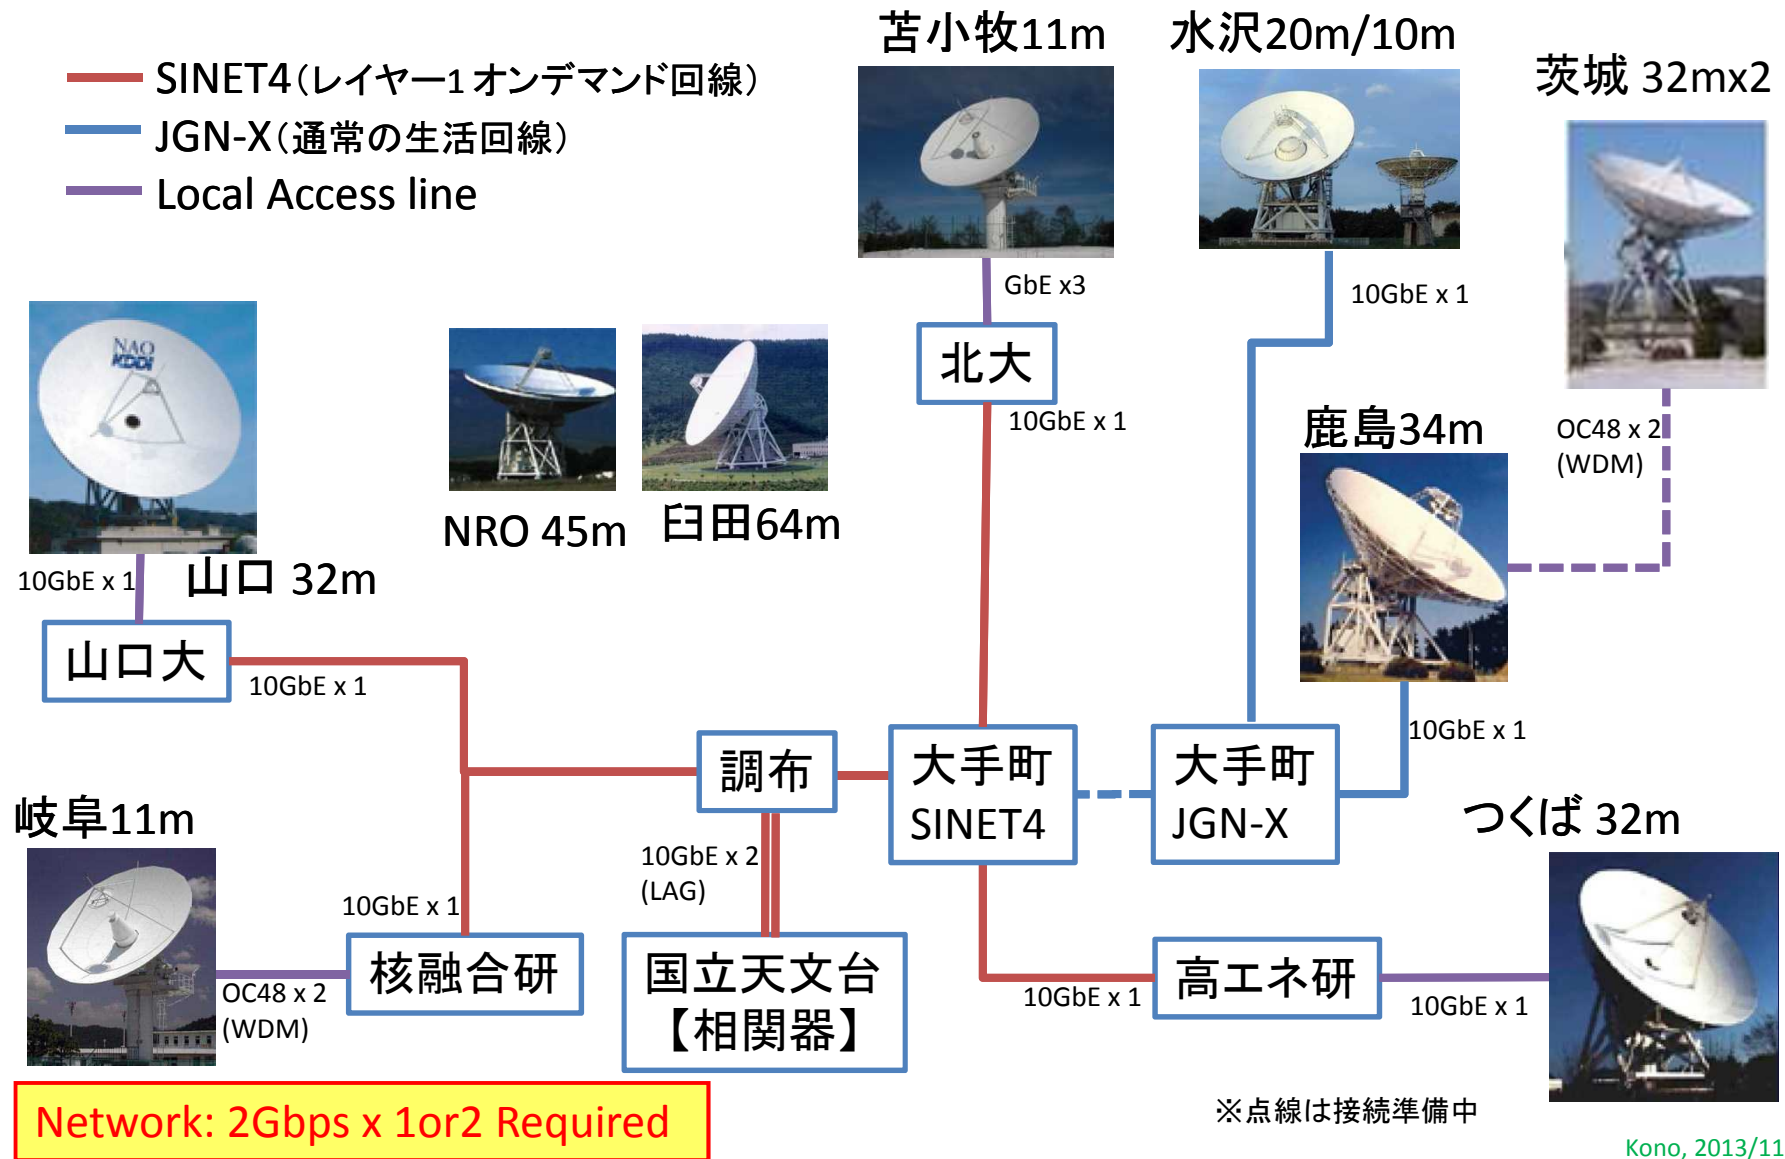 苫小牧11m
水沢20m/10m
茨城 32mx2
SINET4(レイヤー1 オンデマンド回線)
JGN-X(通常の生活回線)
Local Access line
GbE x3
10GbE x 1
NAO
KDDI
北大
10GbE x 1
鹿島34m
OC48 x 2
(WDM)
NRO 45m
臼田64m
10GbE x 1
山口 32m
山口大
10GbE x 1
調布
大手町
SINET4
大手町
JGN-X
10GbE x 1
岐阜11m
つくば 32m
10GbE x 2
(LAG)
10GbE x 1
核融合研
OC48 x 2
(WDM)
国立天文台
【相関器】
10GbE x 1
高エネ研
10GbE x 1
Network: 2Gbps x 1or2 Required
※点線は接続準備中
Kono, 2013/11